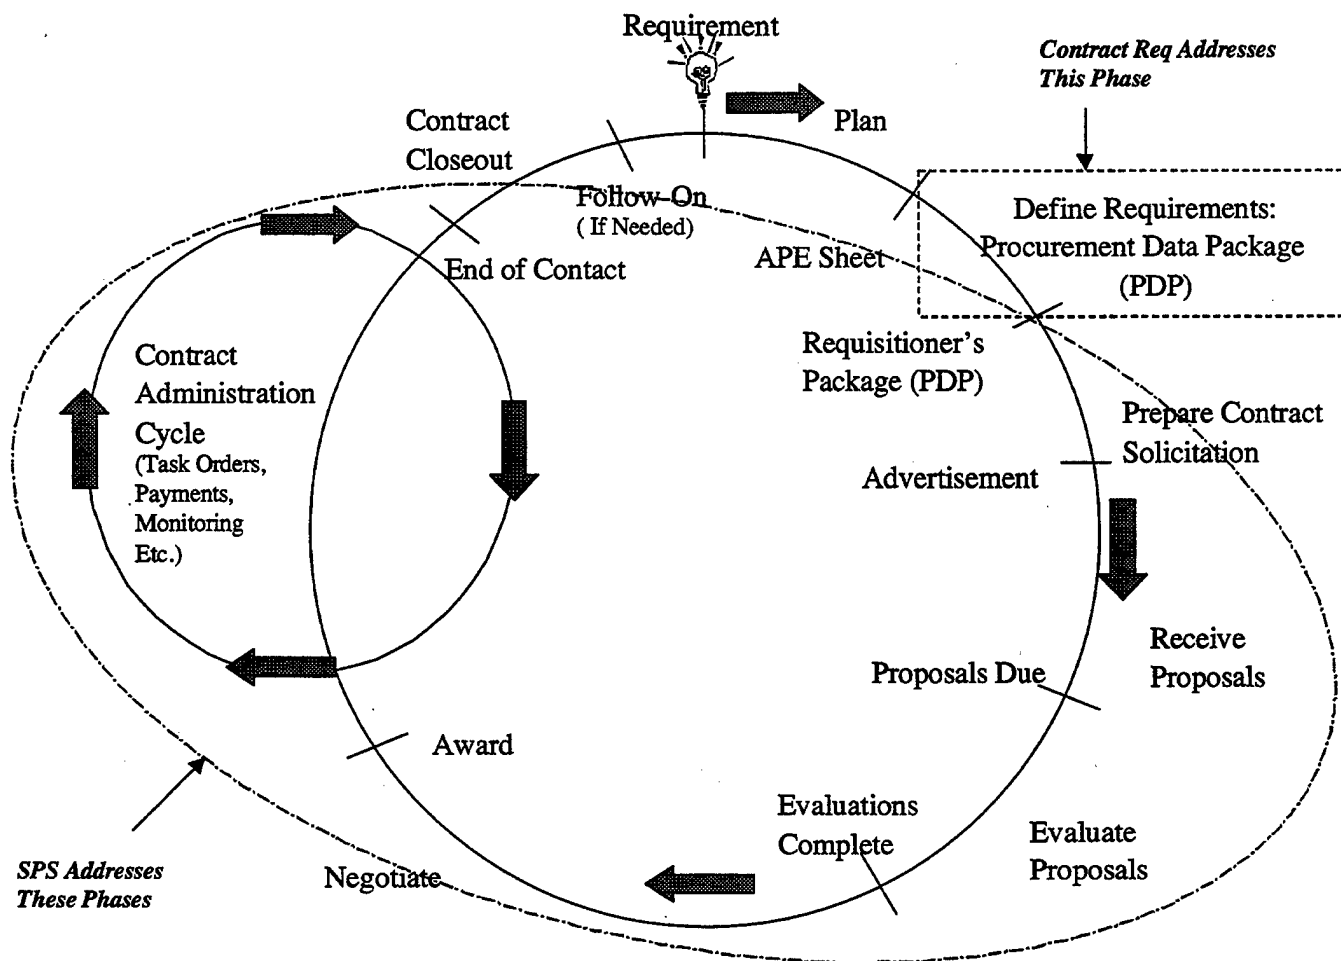 Requirement
Contract Req Addresses
This Phase
Plan
Contract
Closeout
Follow-On
( If Needed)
Define Requirements:
Procurement Data Package
(PDP)
APE Sheet
End of Contact
Requisitioner's
Package (PDP)
Contract
Administration
Cycle
(Task Orders,
Payments,
Monitoring
Etc.)
Prepare Contract
Solicitation
Advertisement
Receive
Proposals
Proposals Due
Award
Evaluations
Complete
Evaluate
Proposals
Negotiate
SPS Addresses
These Phases